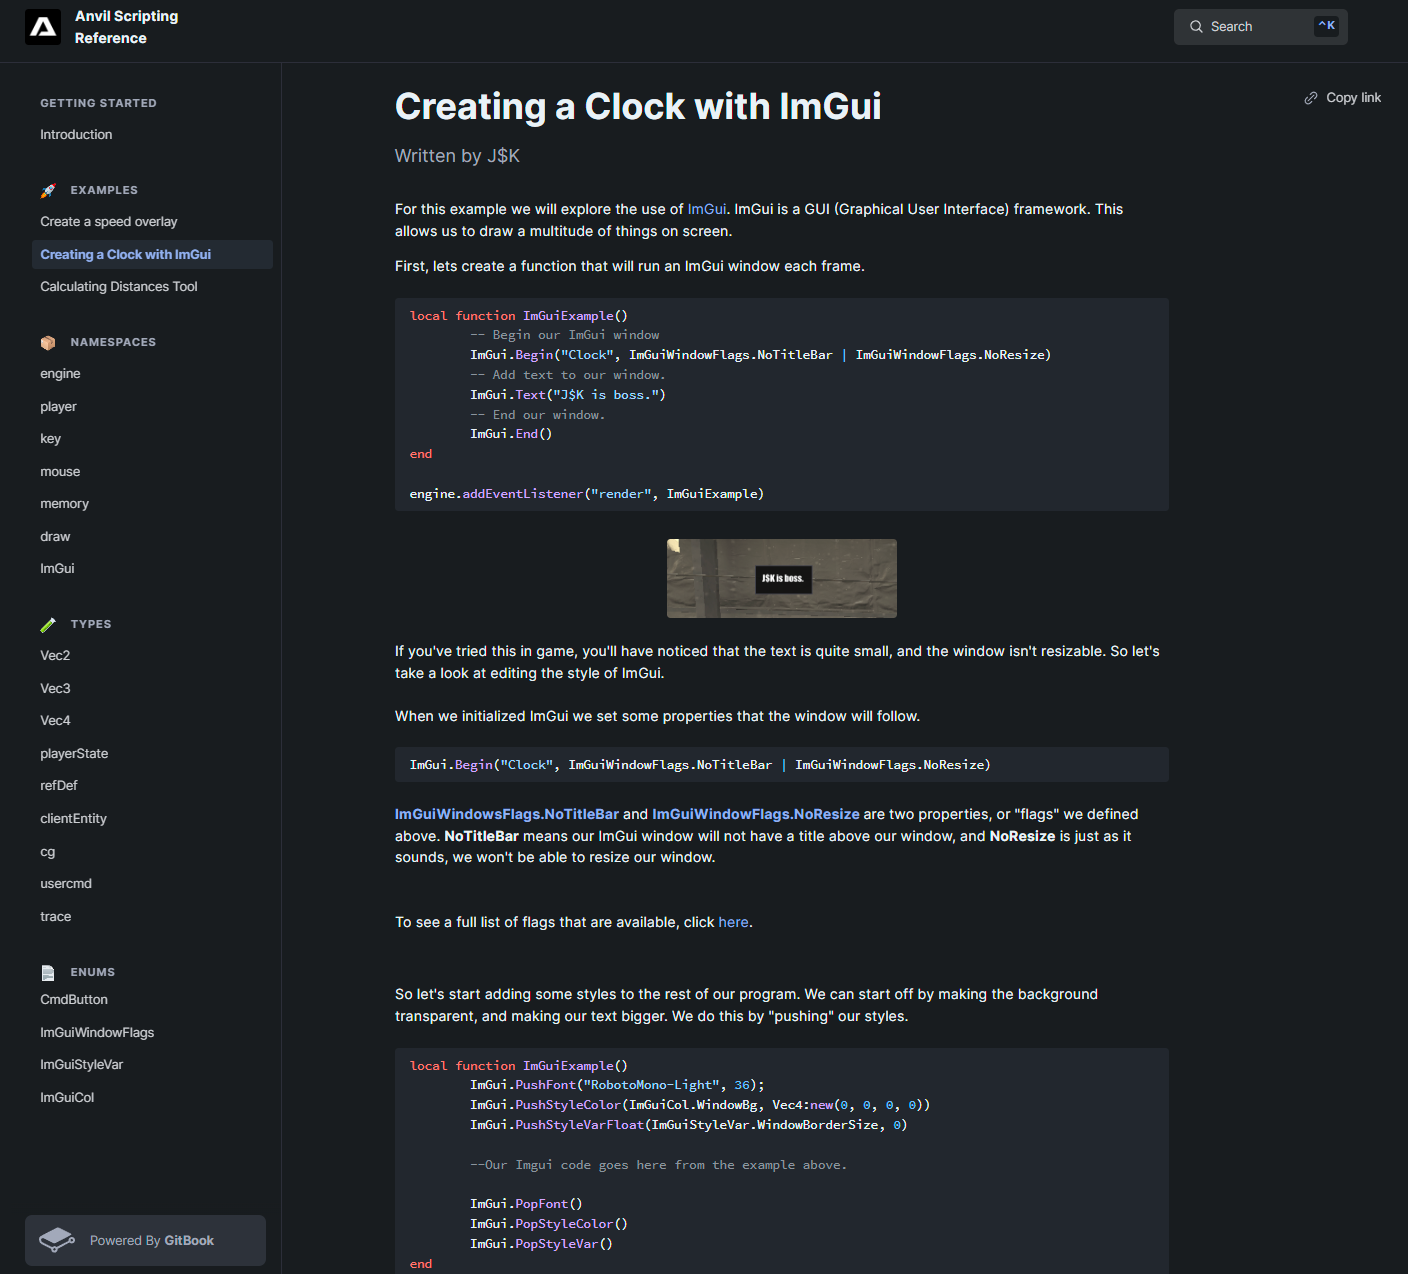 Anvil Scripting
Reference
Search
^K
GETTING STARTED
Introduction
EXAMPLES
Create a speed overlay
Creating a Clock with ImGui
Calculating Distances Tool
NAMESPACES
engine
player
key
mouse
memory
draw
ImGui
TYPES
Vec2
Vec3
Vec4
playerState
refDef
clientEntity
cg
usercmd
trace
ENUMS
CmdButton
ImGuiWindowFlags
ImGuiStyleVar
ImGuiCol
Powered By GitBook
Creating a Clock with ImGui
Copy link
Written by J$K
For this example we will explore the use of ImGui. ImGui is a GUI (Graphical User Interface) framework. This
allows us to draw a multitude of things on screen.
First, lets create a function that will run an ImGui window each frame.
local function ImGuiExample()
-- Begin our ImGui window
ImGui.Begin("Clock", ImGuiWindowFlags.NoTitleBar | ImGuiWindowFlags.NoResize)
-- Add text to our window.
ImGui.Text("J$K is boss.")
-- End our window.
ImGui.End()
end
engine.addEventListener("render", ImGuiExample)
J$K is boss.
If you've tried this in game, you'll have noticed that the text is quite small, and the window isn't resizable. So let's
take a look at editing the style of ImGui.
When we initialized ImGui we set some properties that the window will follow.
ImGui.Begin("Clock", ImGuiWindowFlags.NoTitleBar | ImGuiWindowFlags.NoResize)
ImGuiWindowsFlags.NoTitleBar and ImGuiWindowFlags.NoResize are two properties, or "flags" we defined
above. NoTitleBar means our ImGui window will not have a title above our window, and NoResize is just as it
sounds, we won't be able to resize our window.
To see a full list of flags that are available, click here.
So let's start adding some styles to the rest of our program. We can start off by making the background
transparent, and making our text bigger. We do this by "pushing" our styles.
local function ImGuiExample()
ImGui.PushFont("RobotoMono-Light", 36);
ImGui.PushStyleColor(ImGuiCol.WindowBg, Vec4:new(0, 0, 0, 0))
ImGui.PushStyleVarFloat(ImGuiStyleVar.WindowBorderSize, 0)
--Our Imgui code goes here from the example above.
ImGui.PopFont()
ImGui.PopStyleColor()
ImGui.PopStyleVar()
end